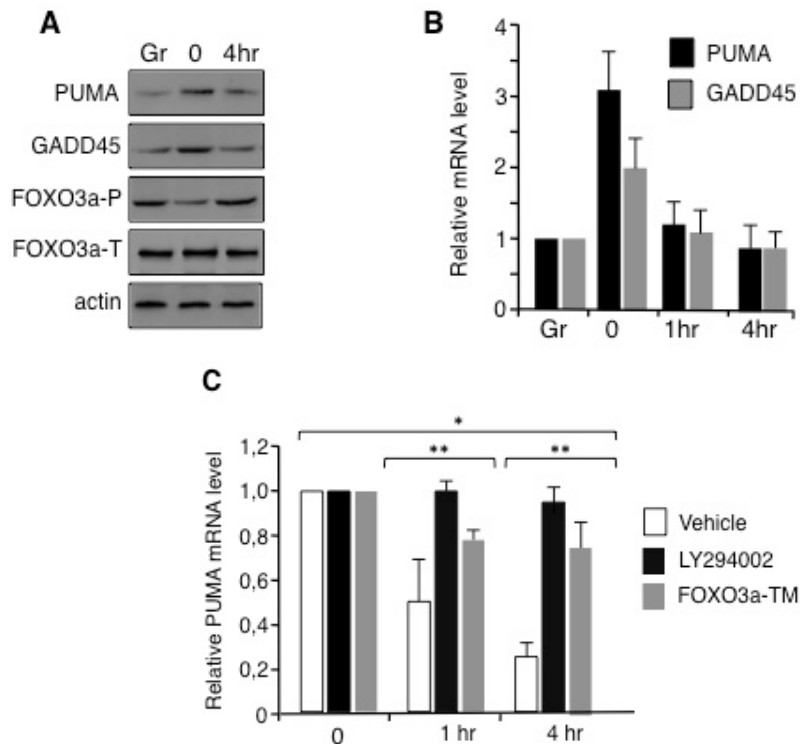 A
Gr 0 4hr
PUMA
GADD45
FOXO3a-P
FOXO3a-T
actin
B
Relative mRNA level
4
3
2
1
0
Gr 0 1hr 4hr
PUMA
GADD45
C
Relative PUMA mRNA level
1,2
1,0
0,8
0,6
0,4
0,2
0
*
** **
0 1 hr 4 hr
Vehicle
LY294002
FOXO3a-TM